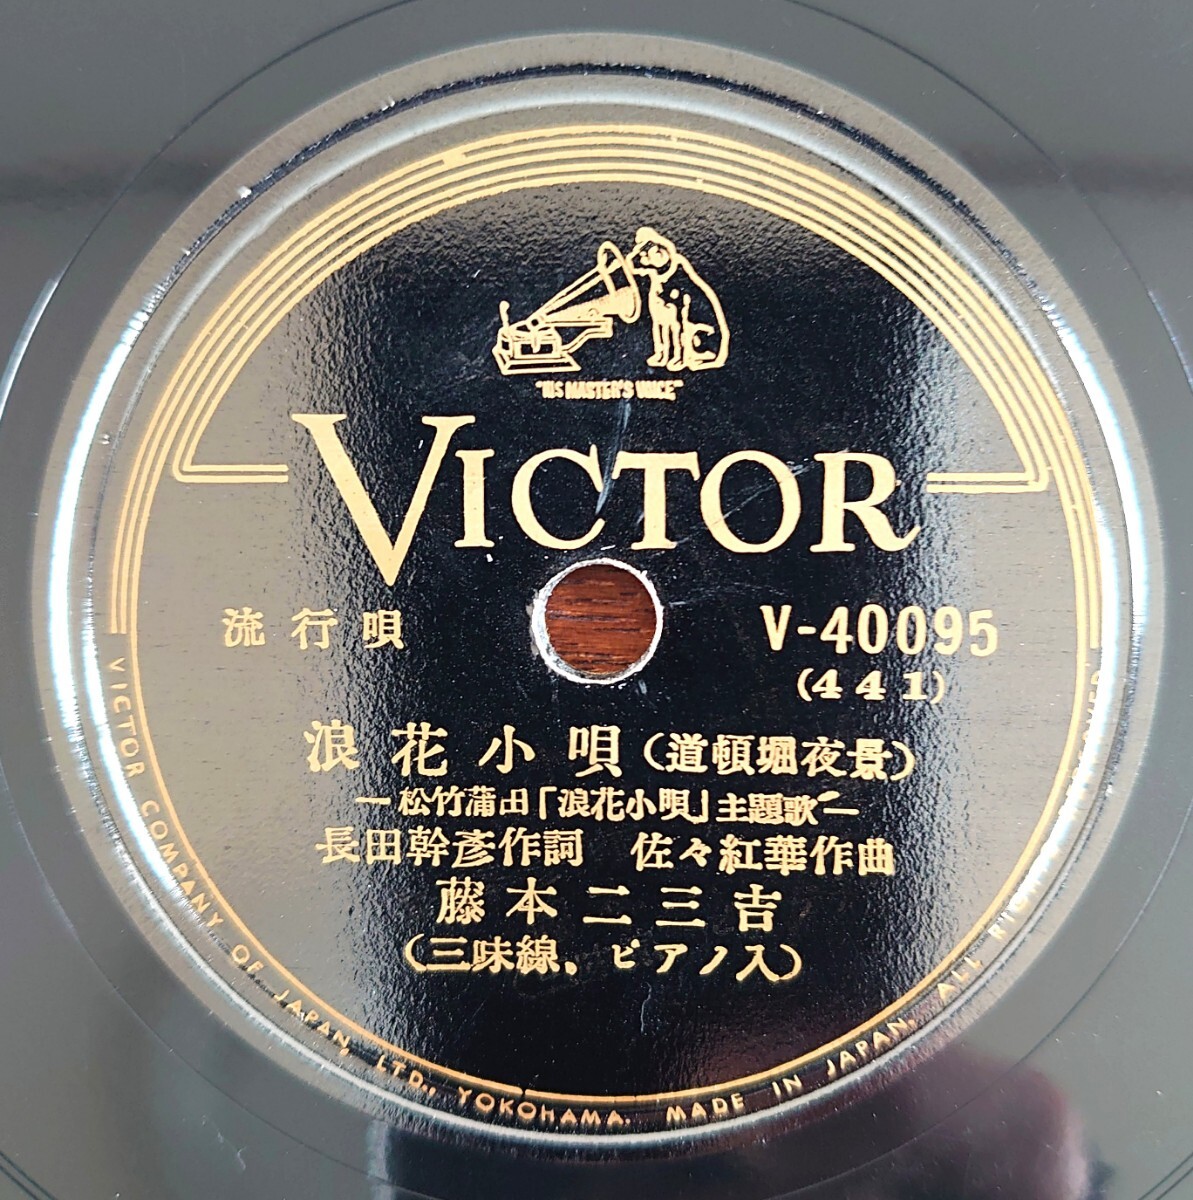 "HIS MASTER'S VOICE"
VICTOR
流行唄
V-40095
(441)
浪花小唄(道頓堀夜景)
―松竹蒲田「浪花小唄」主題歌―
長田幹彦作詞 佐々紅華作曲
藤本二三吉
(三味線、ピアノ入)
VICTOR COMPANY OF JAPAN, LTD., YOKOHAMA. MADE IN JAPAN. ALL RIGHTS RESERVED